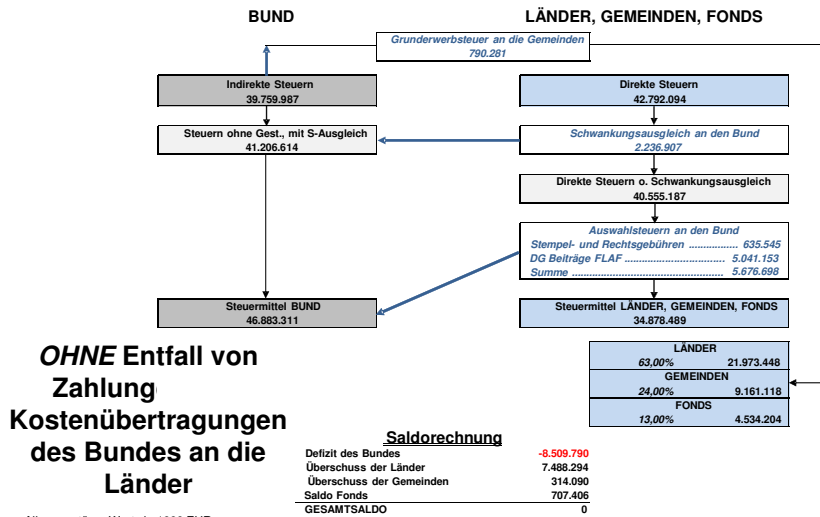 BUND
LÄNDER, GEMEINDEN, FONDS
Grunderwerbsteuer an die Gemeinden
790.281
Indirekte Steuern
39.759.987
Direkte Steuern
42.792.094
Steuern ohne Gest., mit S-Ausgleich
41.206.614
Schwankungsausgleich an den Bund
2.236.907
Direkte Steuern o. Schwankungsausgleich
40.555.187
Auswahlsteuern an den Bund
Stempel- und Rechtsgebühren ................. 635.545
DG Beiträge FLAF .................................. 5.041.153
Summe .................................................... 5.676.698
Steuermittel BUND
46.883.311
Steuermittel LÄNDER, GEMEINDEN, FONDS
34.878.489
LÄNDER
63,00% 21.973.448
GEMEINDEN
24,00% 9.161.118
FONDS
13,00% 4.534.204
OHNE Entfall von
Zahlung
Kostenübertragungen
des Bundes an die
Länder
Saldorechnung
Defizit des Bundes -8.509.790
Überschuss der Länder 7.488.294
Überschuss der Gemeinden 314.090
Saldo Fonds 707.406
GESAMTSALDO 0